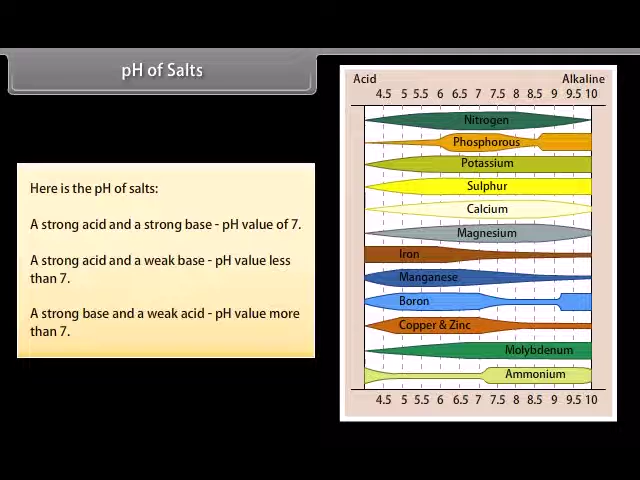 pH of Salts
Here is the pH of salts:
A strong acid and a strong base - pH value of 7.
A strong acid and a weak base - pH value less
than 7.
A strong base and a weak acid - pH value more
than 7.
Acid Alkaline
4.5 5 5.5 6 6.5 7 7.5 8 8.5 9 9.5 10
Nitrogen
Phosphorous
Potassium
Sulphur
Calcium
Magnesium
Iron
Manganese
Boron
Copper & Zinc
Molybdenum
Ammonium
4.5 5 5.5 6 6.5 7 7.5 8 8.5 9 9.5 10